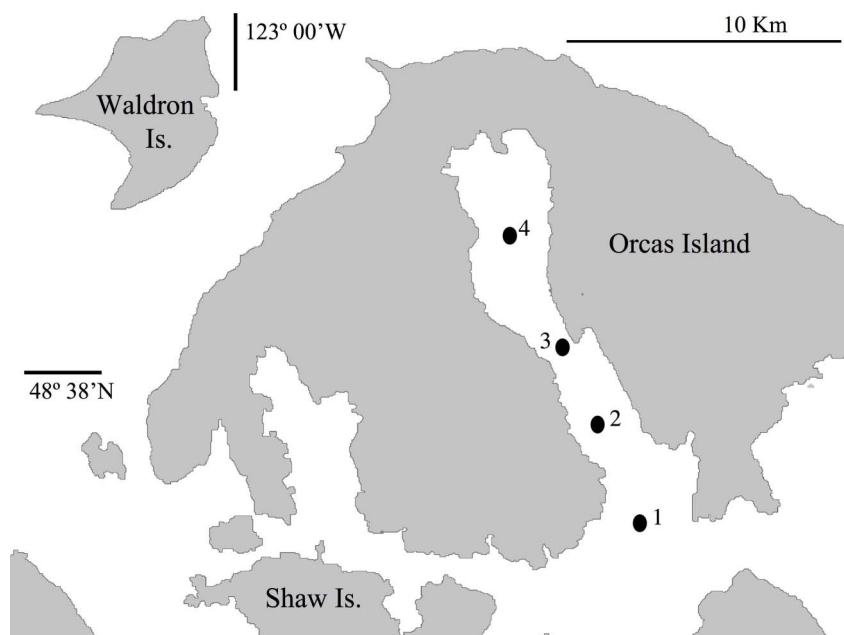 123º 00’W
10 Km
Waldron
Is.
4
Orcas Island
3
48º 38’N
2
1
Shaw Is.